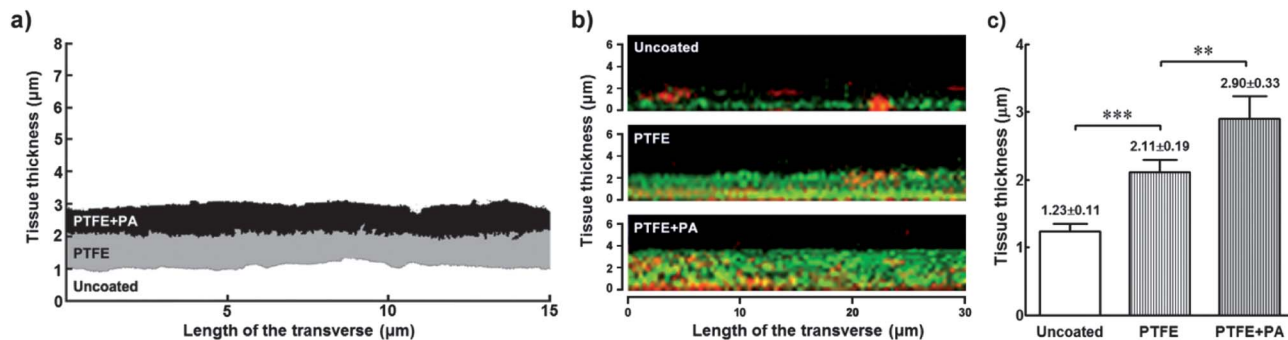 a)
Tissue thickness (µm)
8
7
6
5
4
3
2
1
PTFE+PA
PTFE
Uncoated
5
10
15
Length of the transverse (µm)
b)
Tissue thickness (µm)
6
4
2
0
Uncoated
6
4
2
0
PTFE
6
4
2
0
PTFE+PA
0
10
20
30
Length of the transverse (µm)
c)
Tissue thickness (µm)
4
3
2
1
0
**
2.90±0.33
***
2.11±0.19
1.23±0.11
Uncoated
PTFE
PTFE+PA